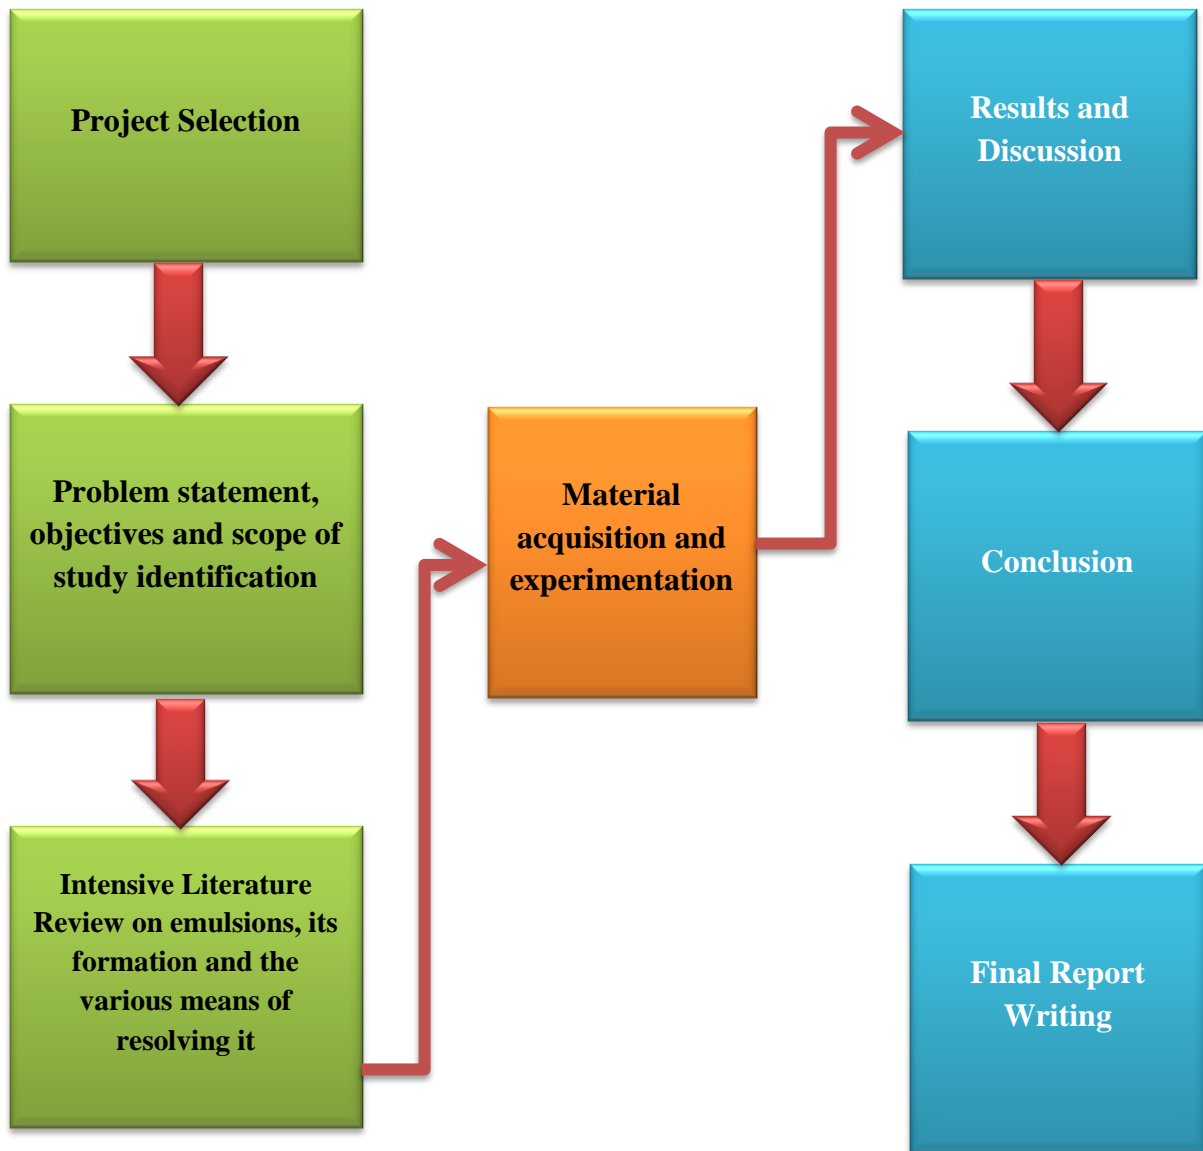 Project Selection
Problem statement,
objectives and scope of
study identification
Intensive Literature
Review on emulsions, its
formation and the
various means of
resolving it
Material
acquisition and
experimentation
Results and
Discussion
Conclusion
Final Report
Writing